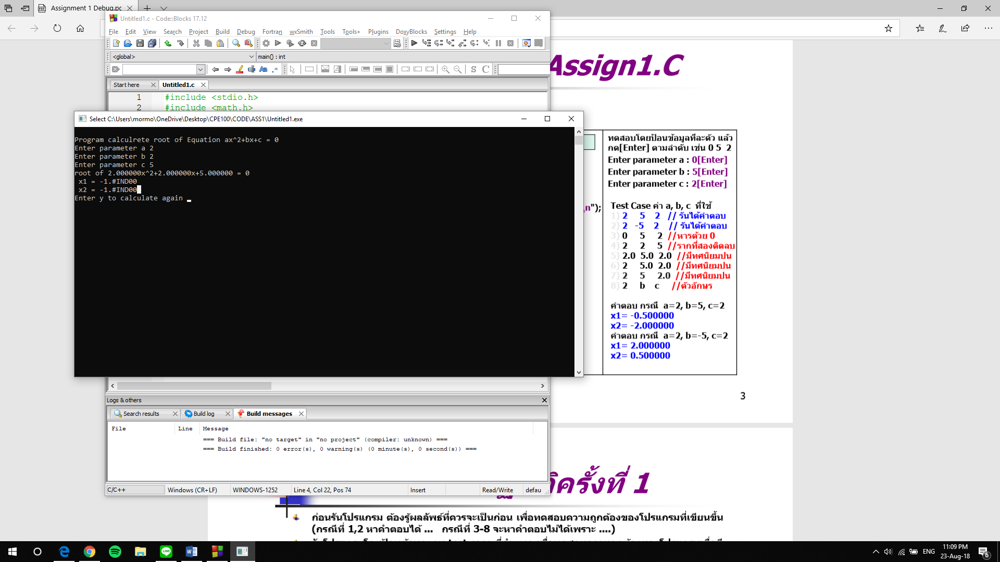 Assignment 1 Debug.pc
Untitled1.c - Code::Blocks 17.12
File Edit View Search Project Build Debug Fortran wxSmith Tools Tools+ Plugins DoxyBlocks Settings Help
<global>
main() : int
Start here
Untitled1.c
1 #include <stdio.h>
2 #include <math.h>
Assign1.C
Select C:\Users\mormo\OneDrive\Desktop\CPE100\CODE\ASS1\Untitled1.exe
Program calculrete root of Equation ax^2+bx+c = 0
Enter parameter a 2
Enter parameter b 2
Enter parameter c 5
root of 2.000000x^2+2.000000x+5.000000 = 0
x1 = -1.#IND00
x2 = -1.#IND00
Enter y to calculate again _
\n");
ทดสอบโดยป้อนข้อมูลทีละตัว แล้ว
กด[Enter] ตามลำดับ เช่น 0 5 2
Enter parameter a : 0[Enter]
Enter parameter b : 5[Enter]
Enter parameter c : 2[Enter]
Test Case ค่า a, b, c ที่ใช้
1) 2 5 2 // รันได้คำตอบ
2) 2 -5 2 // รันได้คำตอบ
3) 0 5 2 //หารด้วย 0
4) 2 2 5 //รากที่สองติดลบ
5) 2.0 5.0 2.0 //มีทศนิยมปน
6) 2 5.0 2.0 //มีทศนิยมปน
7) 2 5 2.0 //มีทศนิยมปน
8) 2 b c //ตัวอักษร
คำตอบ กรณี a=2, b=5, c=2
x1= -0.500000
x2= -2.000000
คำตอบ กรณี a=2, b=-5, c=2
x1= 2.000000
x2= 0.500000
3
Logs & others
Search results
Build log
Build messages
File Line Message
=== Build file: "no target" in "no project" (compiler: unknown) ===
=== Build finished: 0 error(s), 0 warning(s) (0 minute(s), 0 second(s)) ===
C/C++ Windows (CR+LF) WINDOWS-1252 Line 4, Col 22, Pos 74 Insert Read/Write defau
ครั้งที่ 1
ก่อนรันโปรแกรม ต้องรู้ผลลัพธ์ที่ควรจะเป็นก่อน เพื่อทดสอบความถูกต้องของโปรแกรมที่เขียนขึ้น
(กรณีที่ 1,2 หาคำตอบได้ ... กรณีที่ 3-8 จะหาคำตอบไม่ได้เพราะ ....)
ENG
11:09 PM
23-Aug-18
6